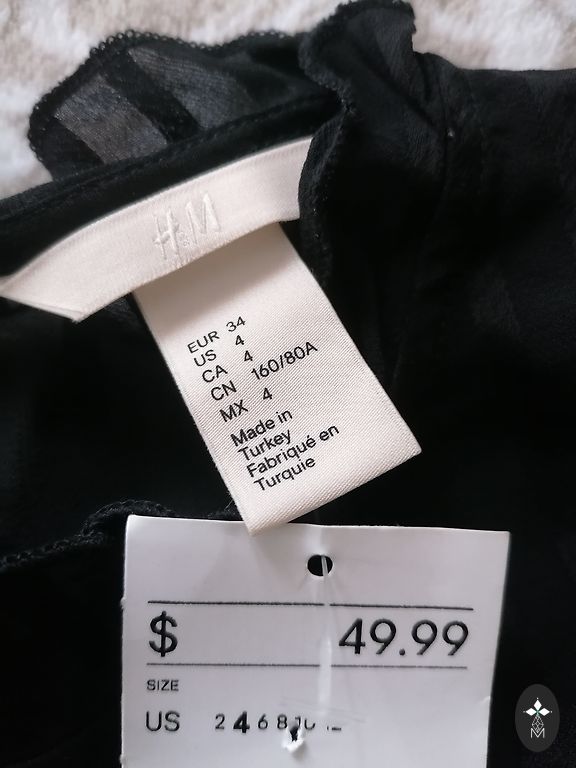 H&M
EUR 34
US 4
CA 4
CN 160/80A
MX 4
Made in
Turkey
Fabriqué en
Turquie
$ 49.99
SIZE
US 2 4 6 8 10
M